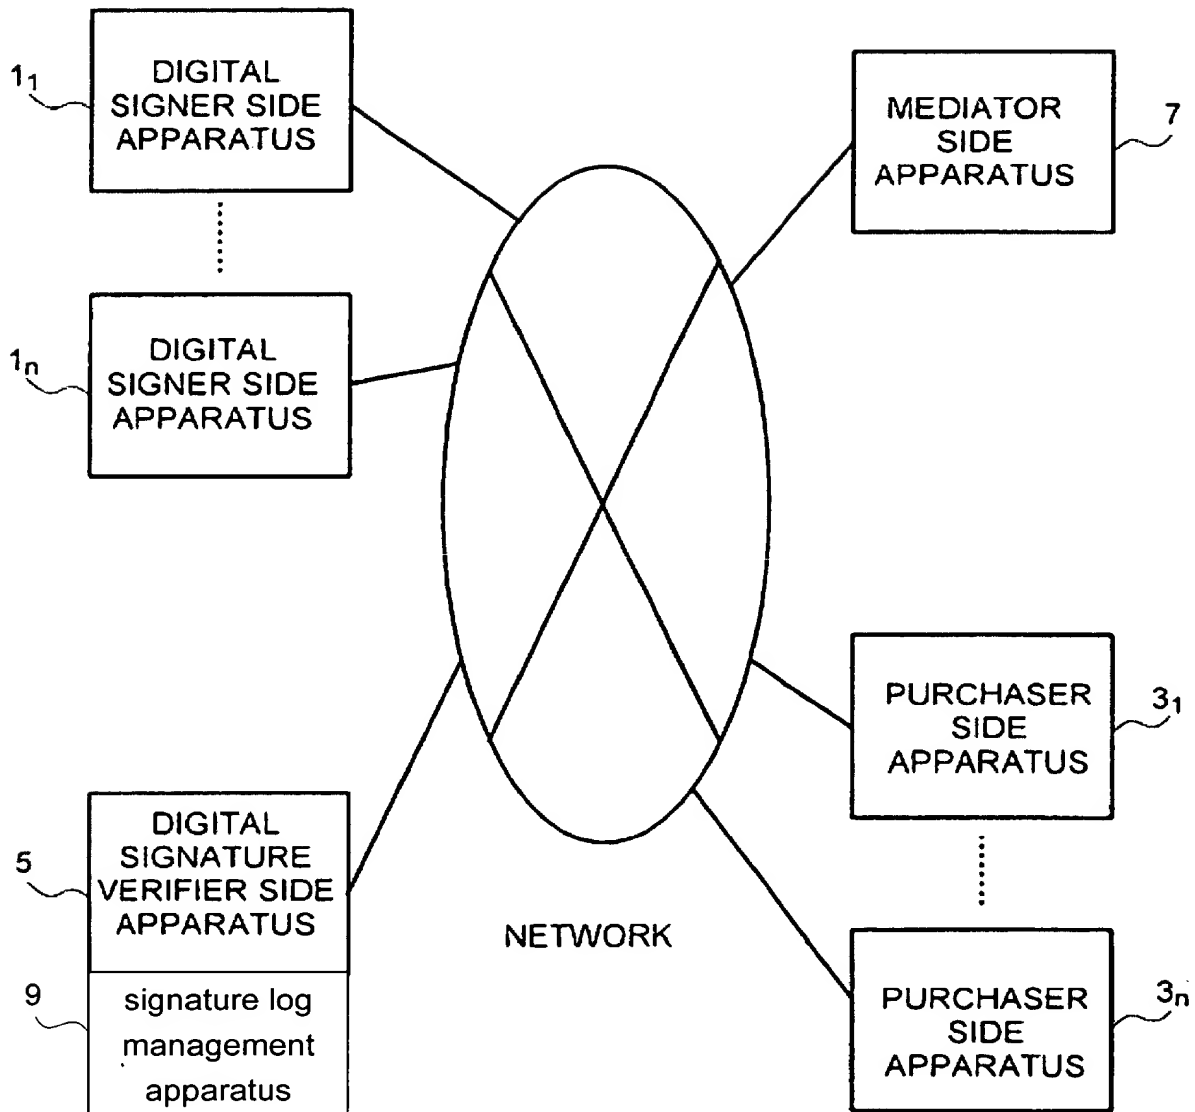 1₁
DIGITAL
SIGNER SIDE
APPARATUS
1ₙ
DIGITAL
SIGNER SIDE
APPARATUS
MEDIATOR
SIDE
APPARATUS
7
5
DIGITAL
SIGNATURE
VERIFIER SIDE
APPARATUS
9
signature log
management
apparatus
NETWORK
PURCHASER
SIDE
APPARATUS
3₁
PURCHASER
SIDE
APPARATUS
3ₙ